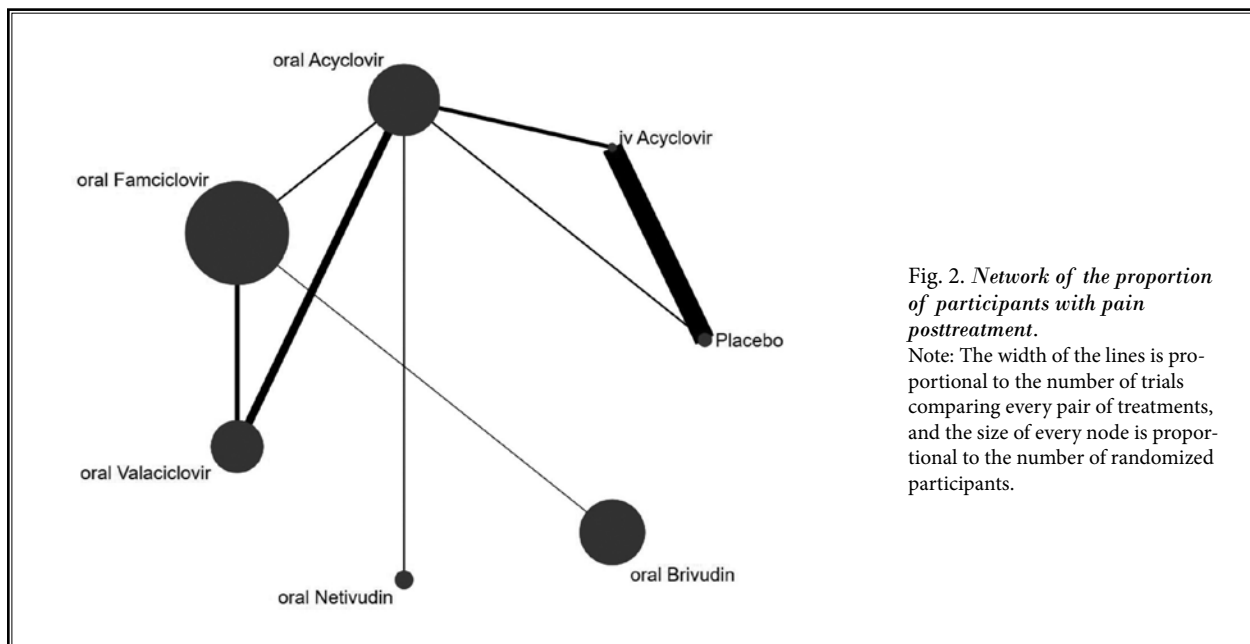 oral Acyclovir
iv Acyclovir
oral Famciclovir
Placebo
oral Valaciclovir
oral Brivudin
oral Netivudin
Fig. 2. Network of the proportion
of participants with pain
posttreatment.
Note: The width of the lines is pro-
portional to the number of trials
comparing every pair of treatments,
and the size of every node is propor-
tional to the number of randomized
participants.